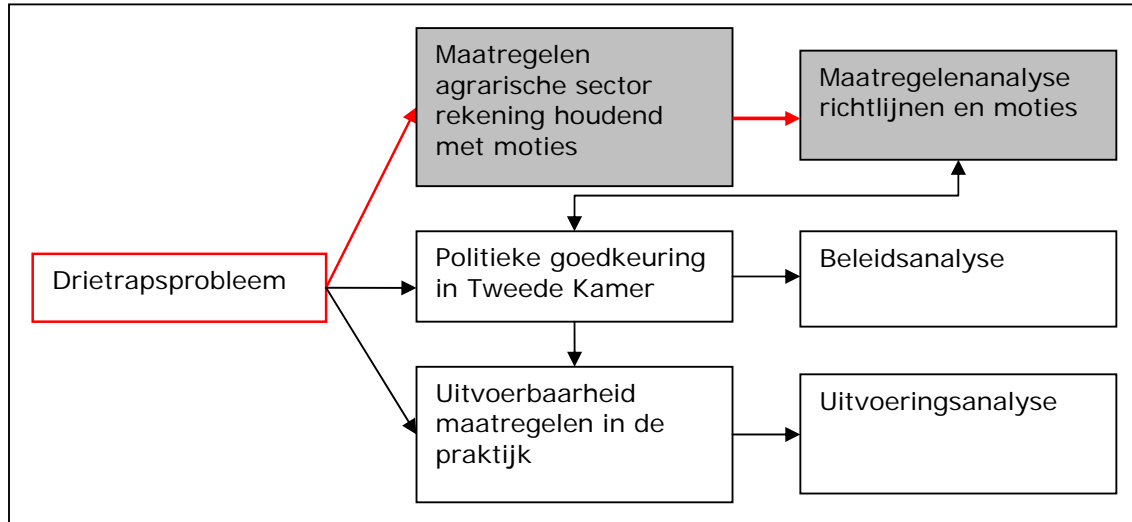 Maatregelen
agrarische sector
rekening houdend
met moties
Maatregelenanalyse
richtlijnen en moties
Drietrapsprobleem
Politieke goedkeuring
in Tweede Kamer
Beleidsanalyse
Uitvoerbaarheid
maatregelen in de
praktijk
Uitvoeringsanalyse